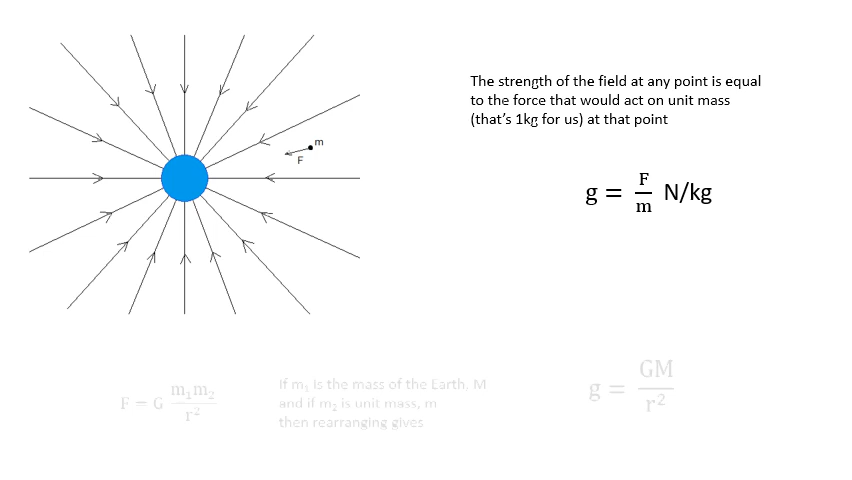 m
F
The strength of the field at any point is equal
to the force that would act on unit mass
(that’s 1kg for us) at that point
g = F/m N/kg
F = G m₁m₂/r²
If m₁ is the mass of the Earth, M
and if m₂ is unit mass, m
then rearranging gives
g = GM/r²